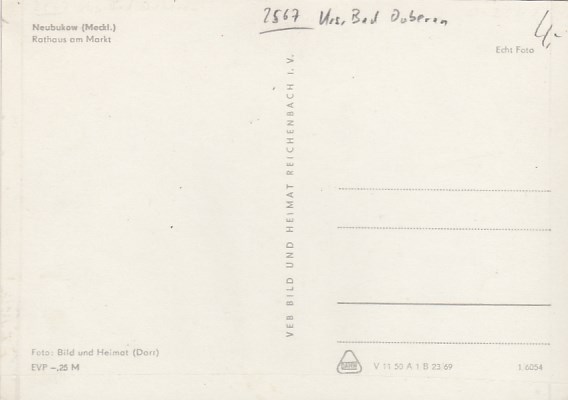 2567 Krs. Bad Doberan
4,-
Neubukow (Meckl.)
Rathaus am Markt
Echt Foto
VEB BILD UND HEIMAT REICHENBACH I. V.
Foto: Bild und Heimat (Darr)
EVP –,25 M
V 11 50 A 1 B 23/69
1/6054